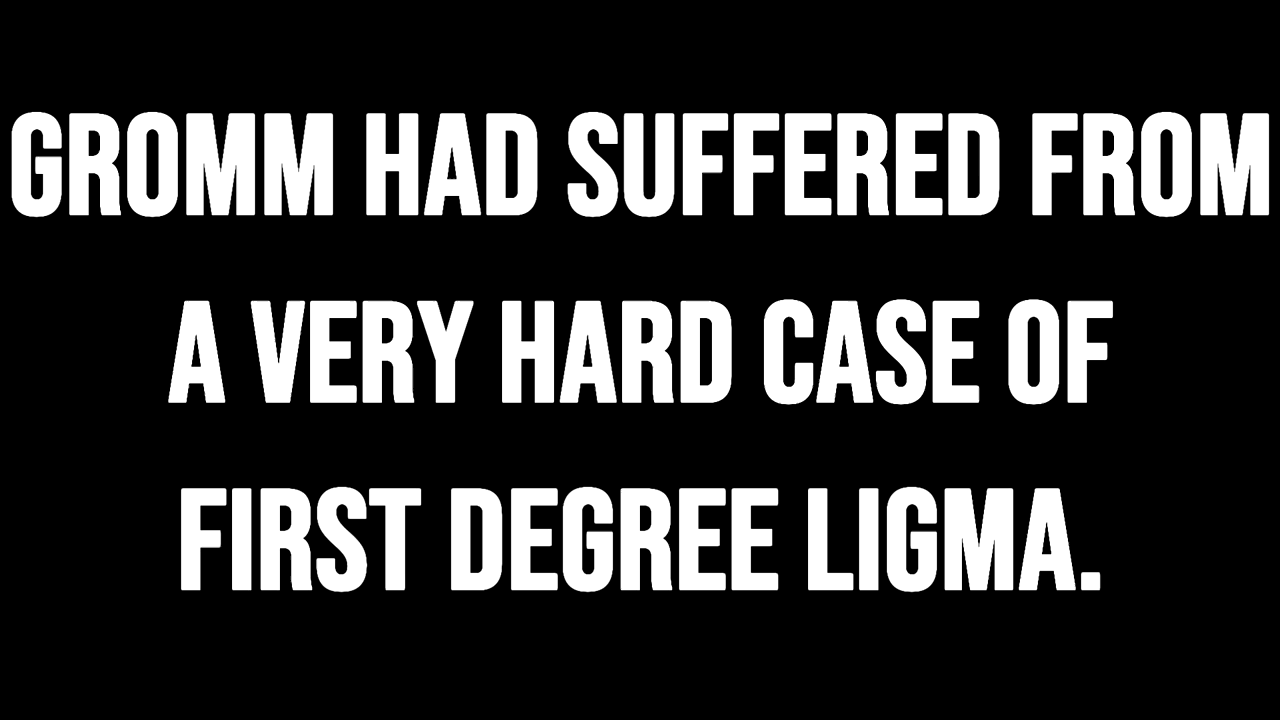 GROMM HAD SUFFERED FROM
A VERY HARD CASE OF
FIRST DEGREE LIGMA.